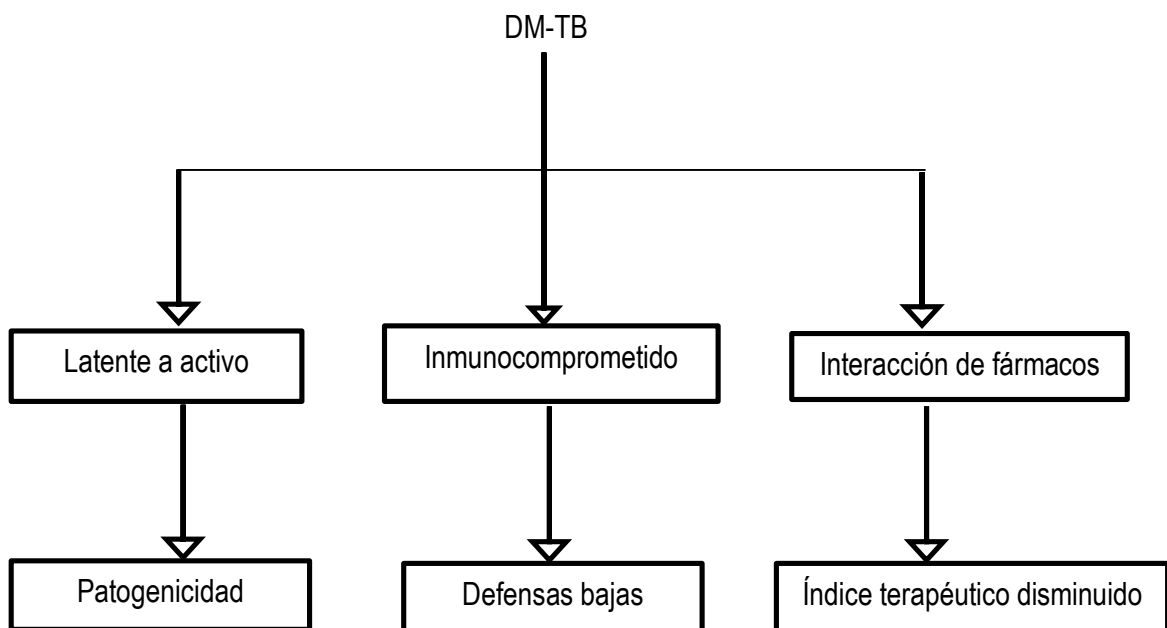 DM-TB
Latente a activo
Inmunocomprometido
Interacción de fármacos
Patogenicidad
Defensas bajas
Índice terapéutico disminuido